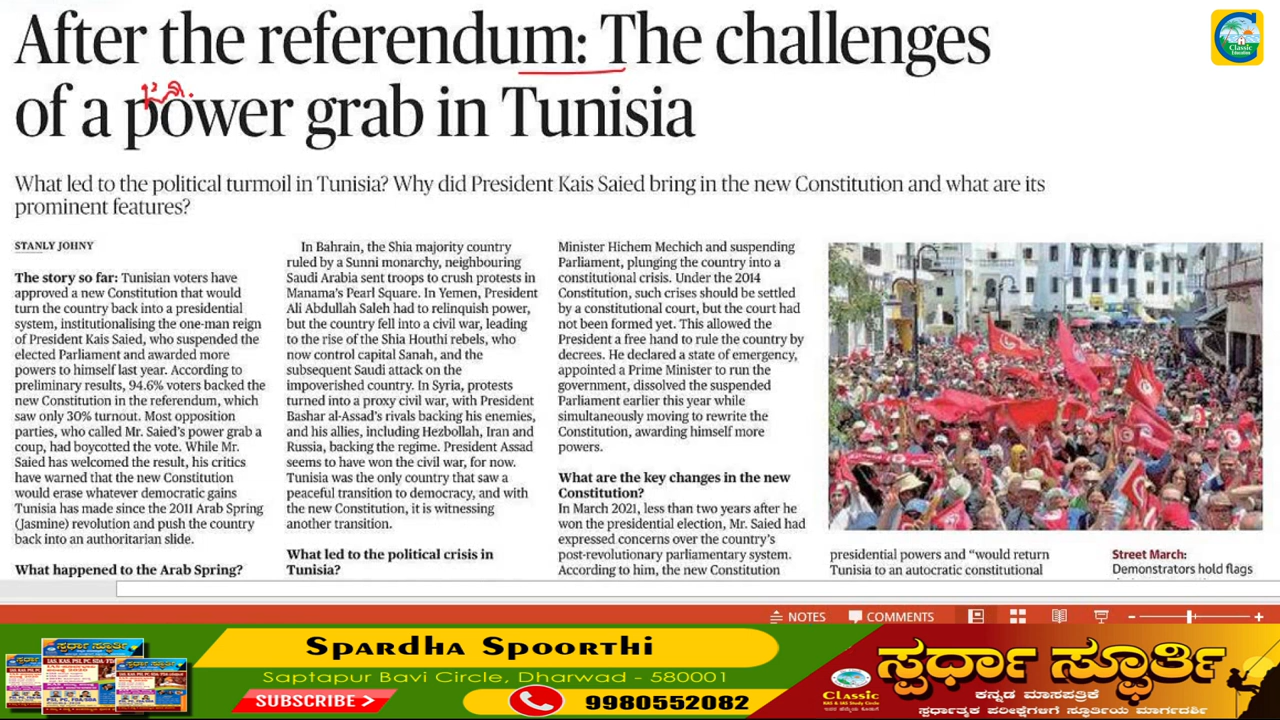 After the referendum: The challenges
of a power grab in Tunisia
What led to the political turmoil in Tunisia? Why did President Kais Saied bring in the new Constitution and what are its
prominent features?
STANLY JOHNY
The story so far: Tunisian voters have
approved a new Constitution that would
turn the country back into a presidential
system, institutionalising the one-man reign
of President Kais Saied, who suspended the
elected Parliament and awarded more
powers to himself last year. According to
preliminary results, 94.6% voters backed the
new Constitution in the referendum, which
saw only 30% turnout. Most opposition
parties, who called Mr. Saied's power grab a
coup, had boycotted the vote. While Mr.
Saied has welcomed the result, his critics
have warned that the new Constitution
would erase whatever democratic gains
Tunisia has made since the 2011 Arab Spring
(Jasmine) revolution and push the country
back into an authoritarian slide.
What happened to the Arab Spring?
In Bahrain, the Shia majority country
ruled by a Sunni monarchy, neighbouring
Saudi Arabia sent troops to crush protests in
Manama's Pearl Square. In Yemen, President
Ali Abdullah Saleh had to relinquish power,
but the country fell into a civil war, leading
to the rise of the Shia Houthi rebels, who
now control capital Sanah, and the
subsequent Saudi attack on the
impoverished country. In Syria, protests
turned into a proxy civil war, with President
Bashar al-Assad's rivals backing his enemies,
and his allies, including Hezbollah, Iran and
Russia, backing the regime. President Assad
seems to have won the civil war, for now.
Tunisia was the only country that saw a
peaceful transition to democracy, and with
the new Constitution, it is witnessing
another transition.
What led to the political crisis in
Tunisia?
Minister Hichem Mechich and suspending
Parliament, plunging the country into a
constitutional crisis. Under the 2014
Constitution, such crises should be settled
by a constitutional court, but the court had
not been formed yet. This allowed the
President a free hand to rule the country by
decrees. He declared a state of emergency,
appointed a Prime Minister to run the
government, dissolved the suspended
Parliament earlier this year while
simultaneously moving to rewrite the
Constitution, awarding himself more
powers.
What are the key changes in the new
Constitution?
In March 2021, less than two years after he
won the presidential election, Mr. Saied had
expressed concerns over the country's
post-revolutionary parliamentary system.
According to him, the new Constitution
presidential powers and “would return
Tunisia to an autocratic constitutional
Street March:
Demonstrators hold flags
Classic
Education
NOTES
COMMENTS
SPARDHA SPOORTHI
Saptapur Bavi Circle, Dharwad - 580001
SUBSCRIBE >
9980552082
ಸ್ಪರ್ಧಾ ಸ್ಫೂರ್ತಿ
ಕನ್ನಡ ಮಾಸಪತ್ರಿಕೆ
ಸ್ಪರ್ಧಾತ್ಮಕ ಪರೀಕ್ಷೆಗಳಿಗೆ ಸ್ಫೂರ್ತಿಯ ಮಾರ್ಗದರ್ಶಿ
Classic
KAS & IAS Study Circle